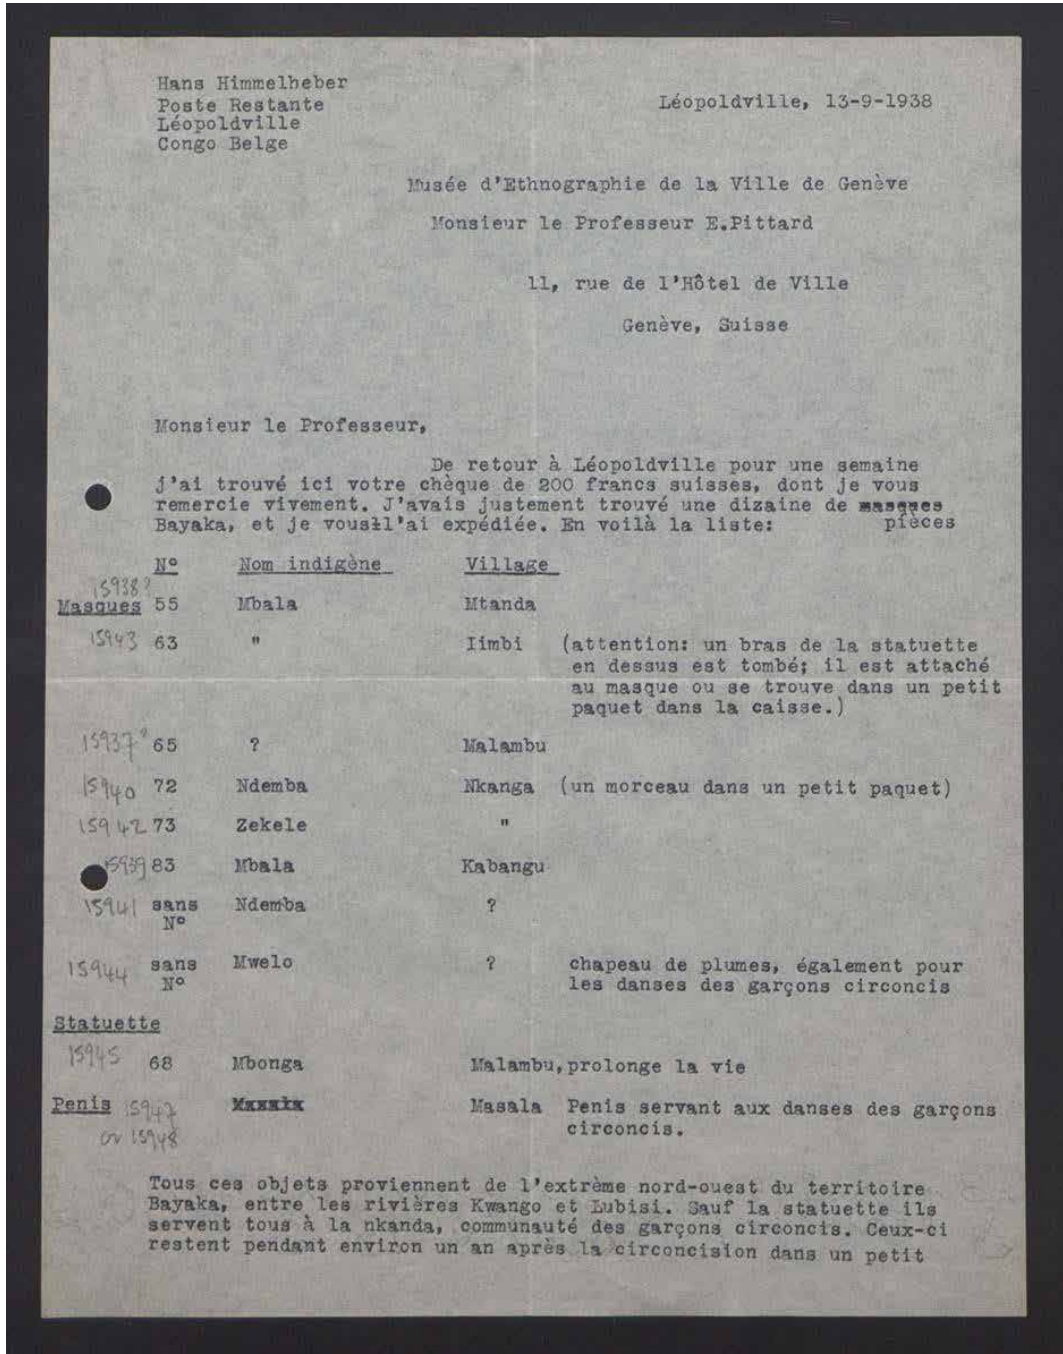 Hans Himmelheber
Poste Restante
Léopoldville
Congo Belge
Léopoldville, 13-9-1938
Musée d'Ethnographie de la Ville de Genève
Monsieur le Professeur E.Pittard
11, rue de l'Hôtel de Ville
Genève, Suisse
Monsieur le Professeur,
De retour à Léopoldville pour une semaine
j'ai trouvé ici votre chèque de 200 francs suisses, dont je vous
remercie vivement. J'avais justement trouvé une dizaine de masques
Bayaka, et je vous l'ai expédiée. En voilà la liste: pièces
Nº Nom indigène Village
15938?
Masques 55 Mbala Mtanda
15943 63 " Iimbi (attention: un bras de la statuette
en dessus est tombé; il est attaché
au masque ou se trouve dans un petit
paquet dans la caisse.)
15937? 65 ? Malambu
15940 72 Ndemba Nkanga (un morceau dans un petit paquet)
15942 73 Zekele "
15939 83 Mbala Kabangu
15941 sans Ndemba ?
Nº
15944 sans Mwelo ? chapeau de plumes, également pour
Nº les danses des garçons circoncis
Statuette
15945 68 Mbonga Malambu, prolonge la vie
Penis 15947 Masala Penis servant aux danses des garçons
or 15948 circoncis.
Tous ces objets proviennent de l'extrème nord-ouest du territoire
Bayaka, entre les rivières Kwango et Lubisi. Sauf la statuette ils
servent tous à la nkanda, communauté des garçons circoncis. Ceux-ci
restent pendant environ un an après la circoncision dans un petit